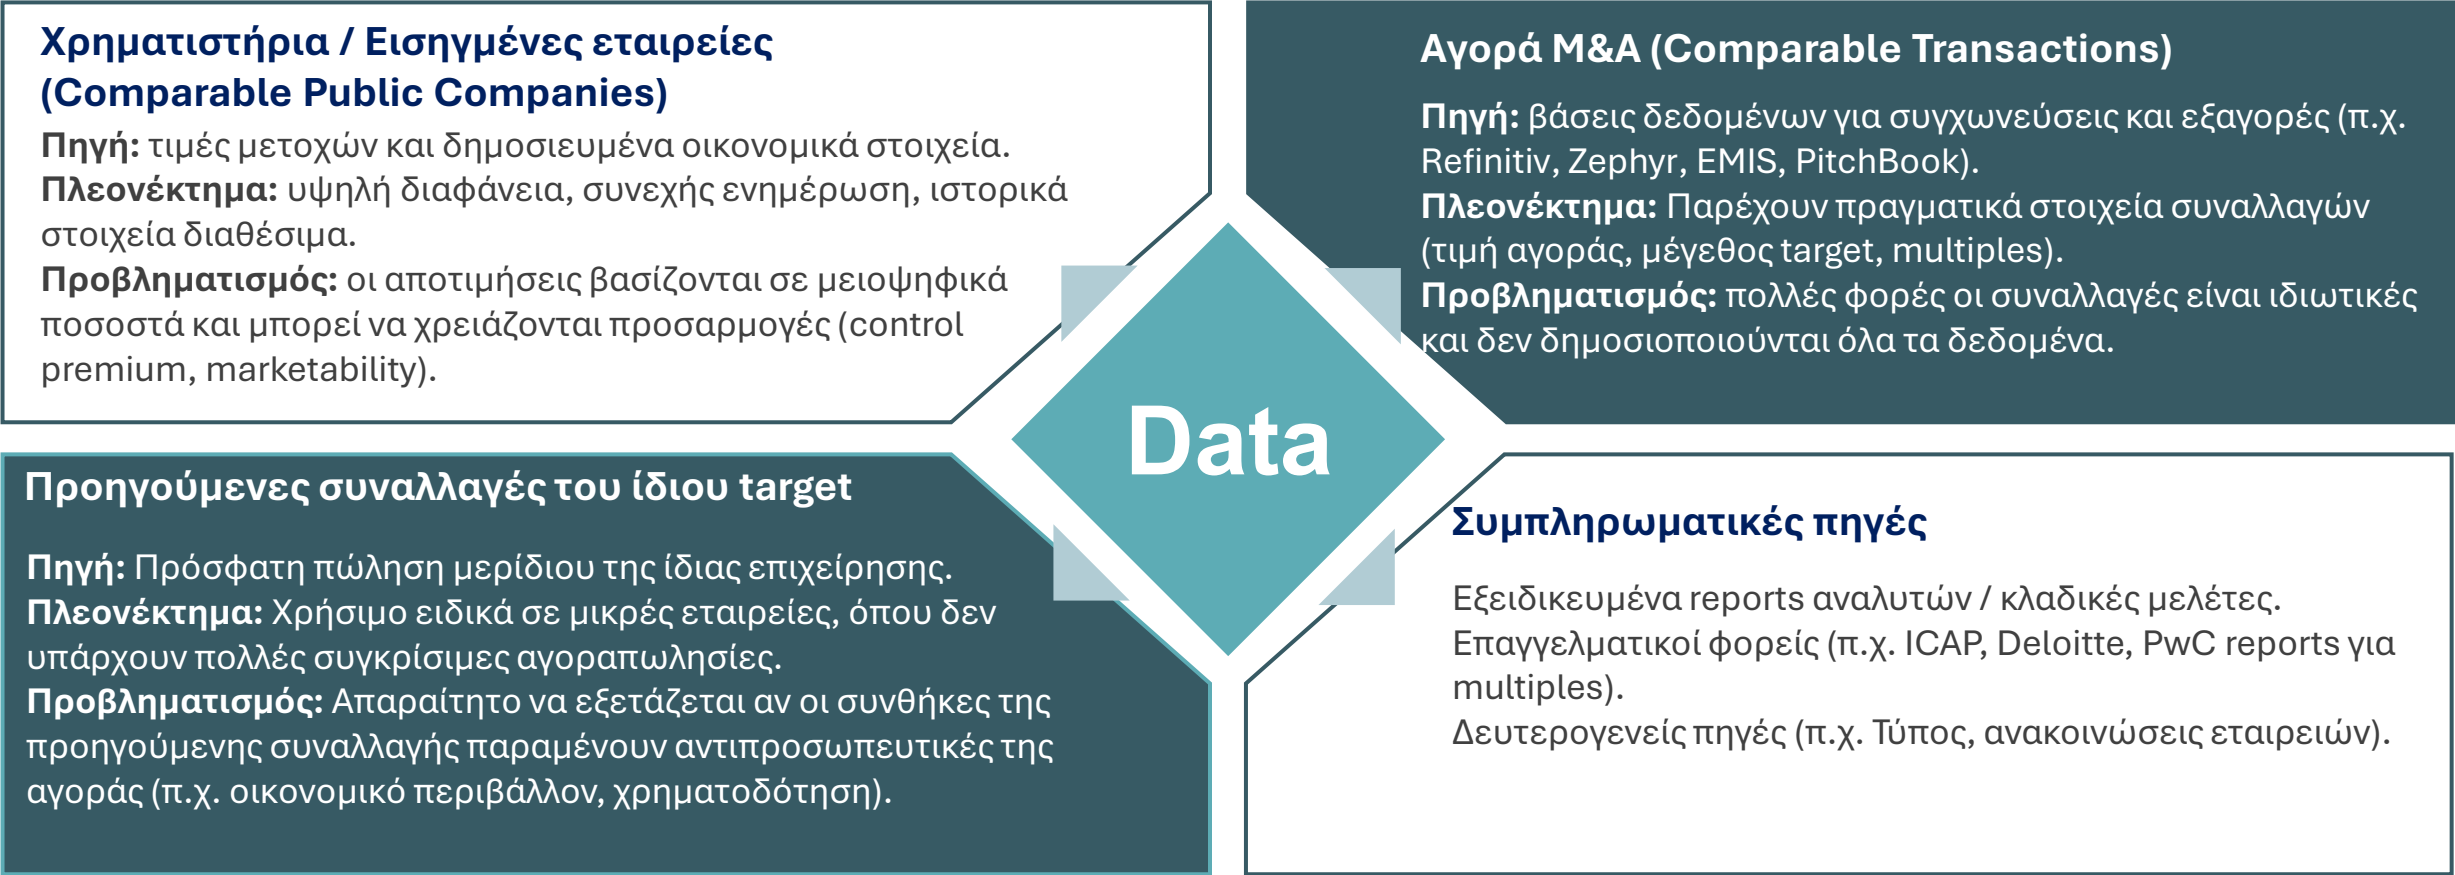 Χρηματιστήρια / Εισηγμένες εταιρείες
(Comparable Public Companies)
Πηγή: τιμές μετοχών και δημοσιευμένα οικονομικά στοιχεία.
Πλεονέκτημα: υψηλή διαφάνεια, συνεχής ενημέρωση, ιστορικά
στοιχεία διαθέσιμα.
Προβληματισμός: οι αποτιμήσεις βασίζονται σε μειοψηφικά
ποσοστά και μπορεί να χρειάζονται προσαρμογές (control
premium, marketability).
Αγορά M&A (Comparable Transactions)
Πηγή: βάσεις δεδομένων για συγχωνεύσεις και εξαγορές (π.χ.
Refinitiv, Zephyr, EMIS, PitchBook).
Πλεονέκτημα: Παρέχουν πραγματικά στοιχεία συναλλαγών
(τιμή αγοράς, μέγεθος target, multiples).
Προβληματισμός: πολλές φορές οι συναλλαγές είναι ιδιωτικές
και δεν δημοσιοποιούνται όλα τα δεδομένα.
Data
Προηγούμενες συναλλαγές του ίδιου target
Πηγή: Πρόσφατη πώληση μερίδιου της ίδιας επιχείρησης.
Πλεονέκτημα: Χρήσιμο ειδικά σε μικρές εταιρείες, όπου δεν
υπάρχουν πολλές συγκρίσιμες αγοραπωλησίες.
Προβληματισμός: Απαραίτητο να εξετάζεται αν οι συνθήκες της
προηγούμενης συναλλαγής παραμένουν αντιπροσωπευτικές της
αγοράς (π.χ. οικονομικό περιβάλλον, χρηματοδότηση).
Συμπληρωματικές πηγές
Εξειδικευμένα reports αναλυτών / κλαδικές μελέτες.
Επαγγελματικοί φορείς (π.χ. ICAP, Deloitte, PwC reports για
multiples).
Δευτερογενείς πηγές (π.χ. Τύπος, ανακοινώσεις εταιρειών).